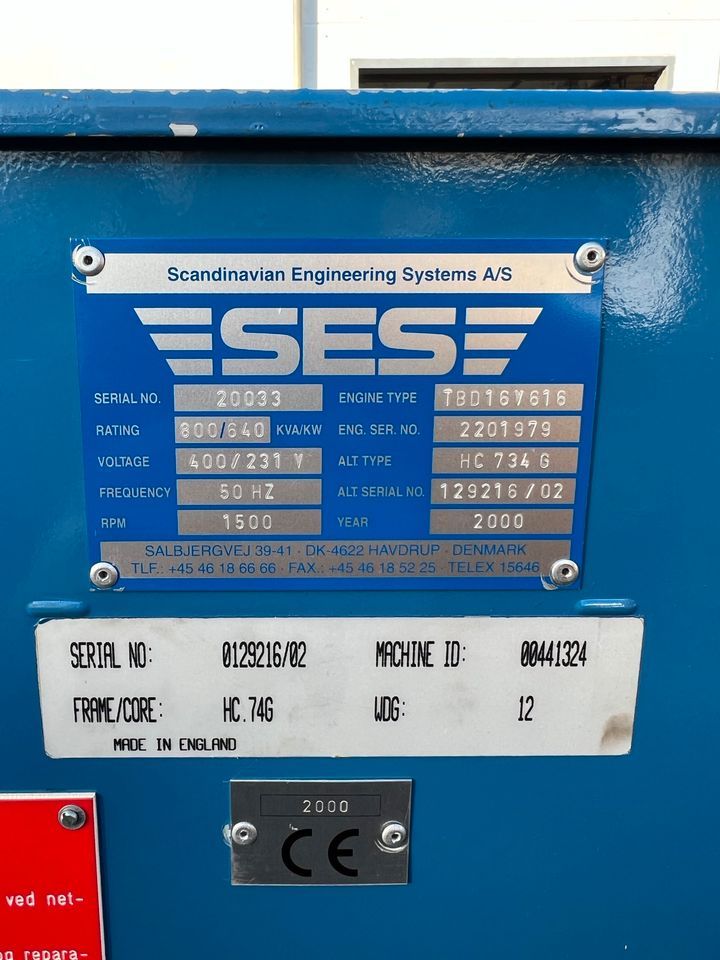 Scandinavian Engineering Systems A/S
SES
SERIAL NO. 20033 ENGINE TYPE TBD16V616
RATING 800/640 KVA/KW ENG. SER. NO. 2201979
VOLTAGE 400/231 V ALT. TYPE HC 734 G
FREQUENCY 50 HZ ALT. SERIAL NO. 129216/02
RPM 1500 YEAR 2000
SALBJERGVEJ 39-41 · DK-4622 HAVDRUP · DENMARK
TLF.: +45 46 18 66 66 · FAX.: +45 46 18 52 25 · TELEX 15646
SERIAL NO: 0129216/02 MACHINE ID: 00441324
FRAME/CORE: HC.74G WDG: 12
MADE IN ENGLAND
2000
CE
ved net-
og repara-